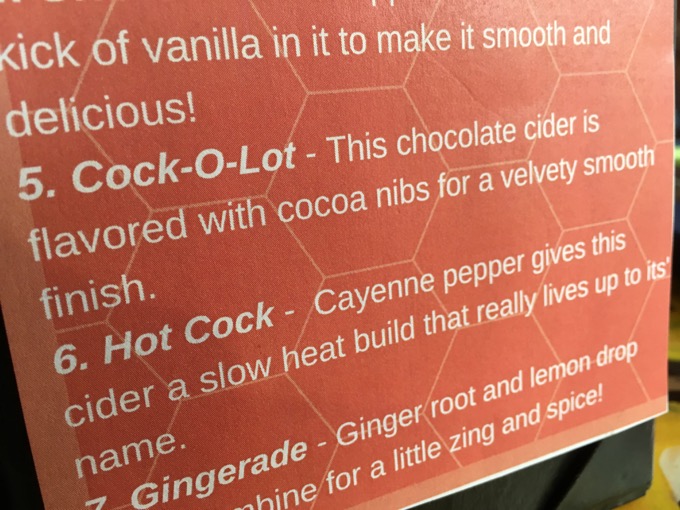 kick of vanilla in it to make it smooth and
delicious!
5. Cock-O-Lot - This chocolate cider is
flavored with cocoa nibs for a velvety smooth
finish.
6. Hot Cock - Cayenne pepper gives this
cider a slow heat build that really lives up to its'
name.
7. Gingerade - Ginger root and lemon drop
for a little zing and spice!